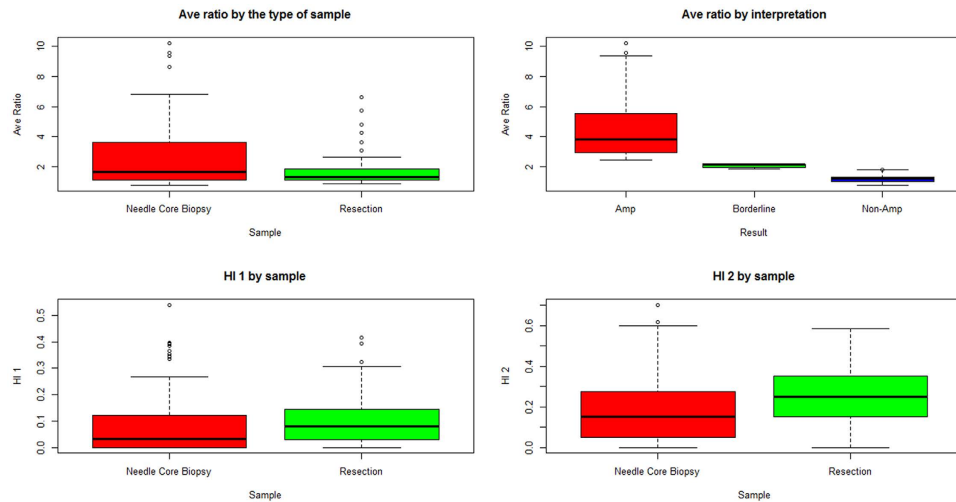 Ave ratio by the type of sample
Ave Ratio
10
8
6
4
2
Needle Core Biopsy Resection
Sample
Ave ratio by interpretation
Ave Ratio
10
8
6
4
2
Amp Borderline Non-Amp
Result
HI 1 by sample
HI 1
0.5
0.4
0.3
0.2
0.1
0.0
Needle Core Biopsy Resection
Sample
HI 2 by sample
HI 2
0.6
0.4
0.2
0.0
Needle Core Biopsy Resection
Sample